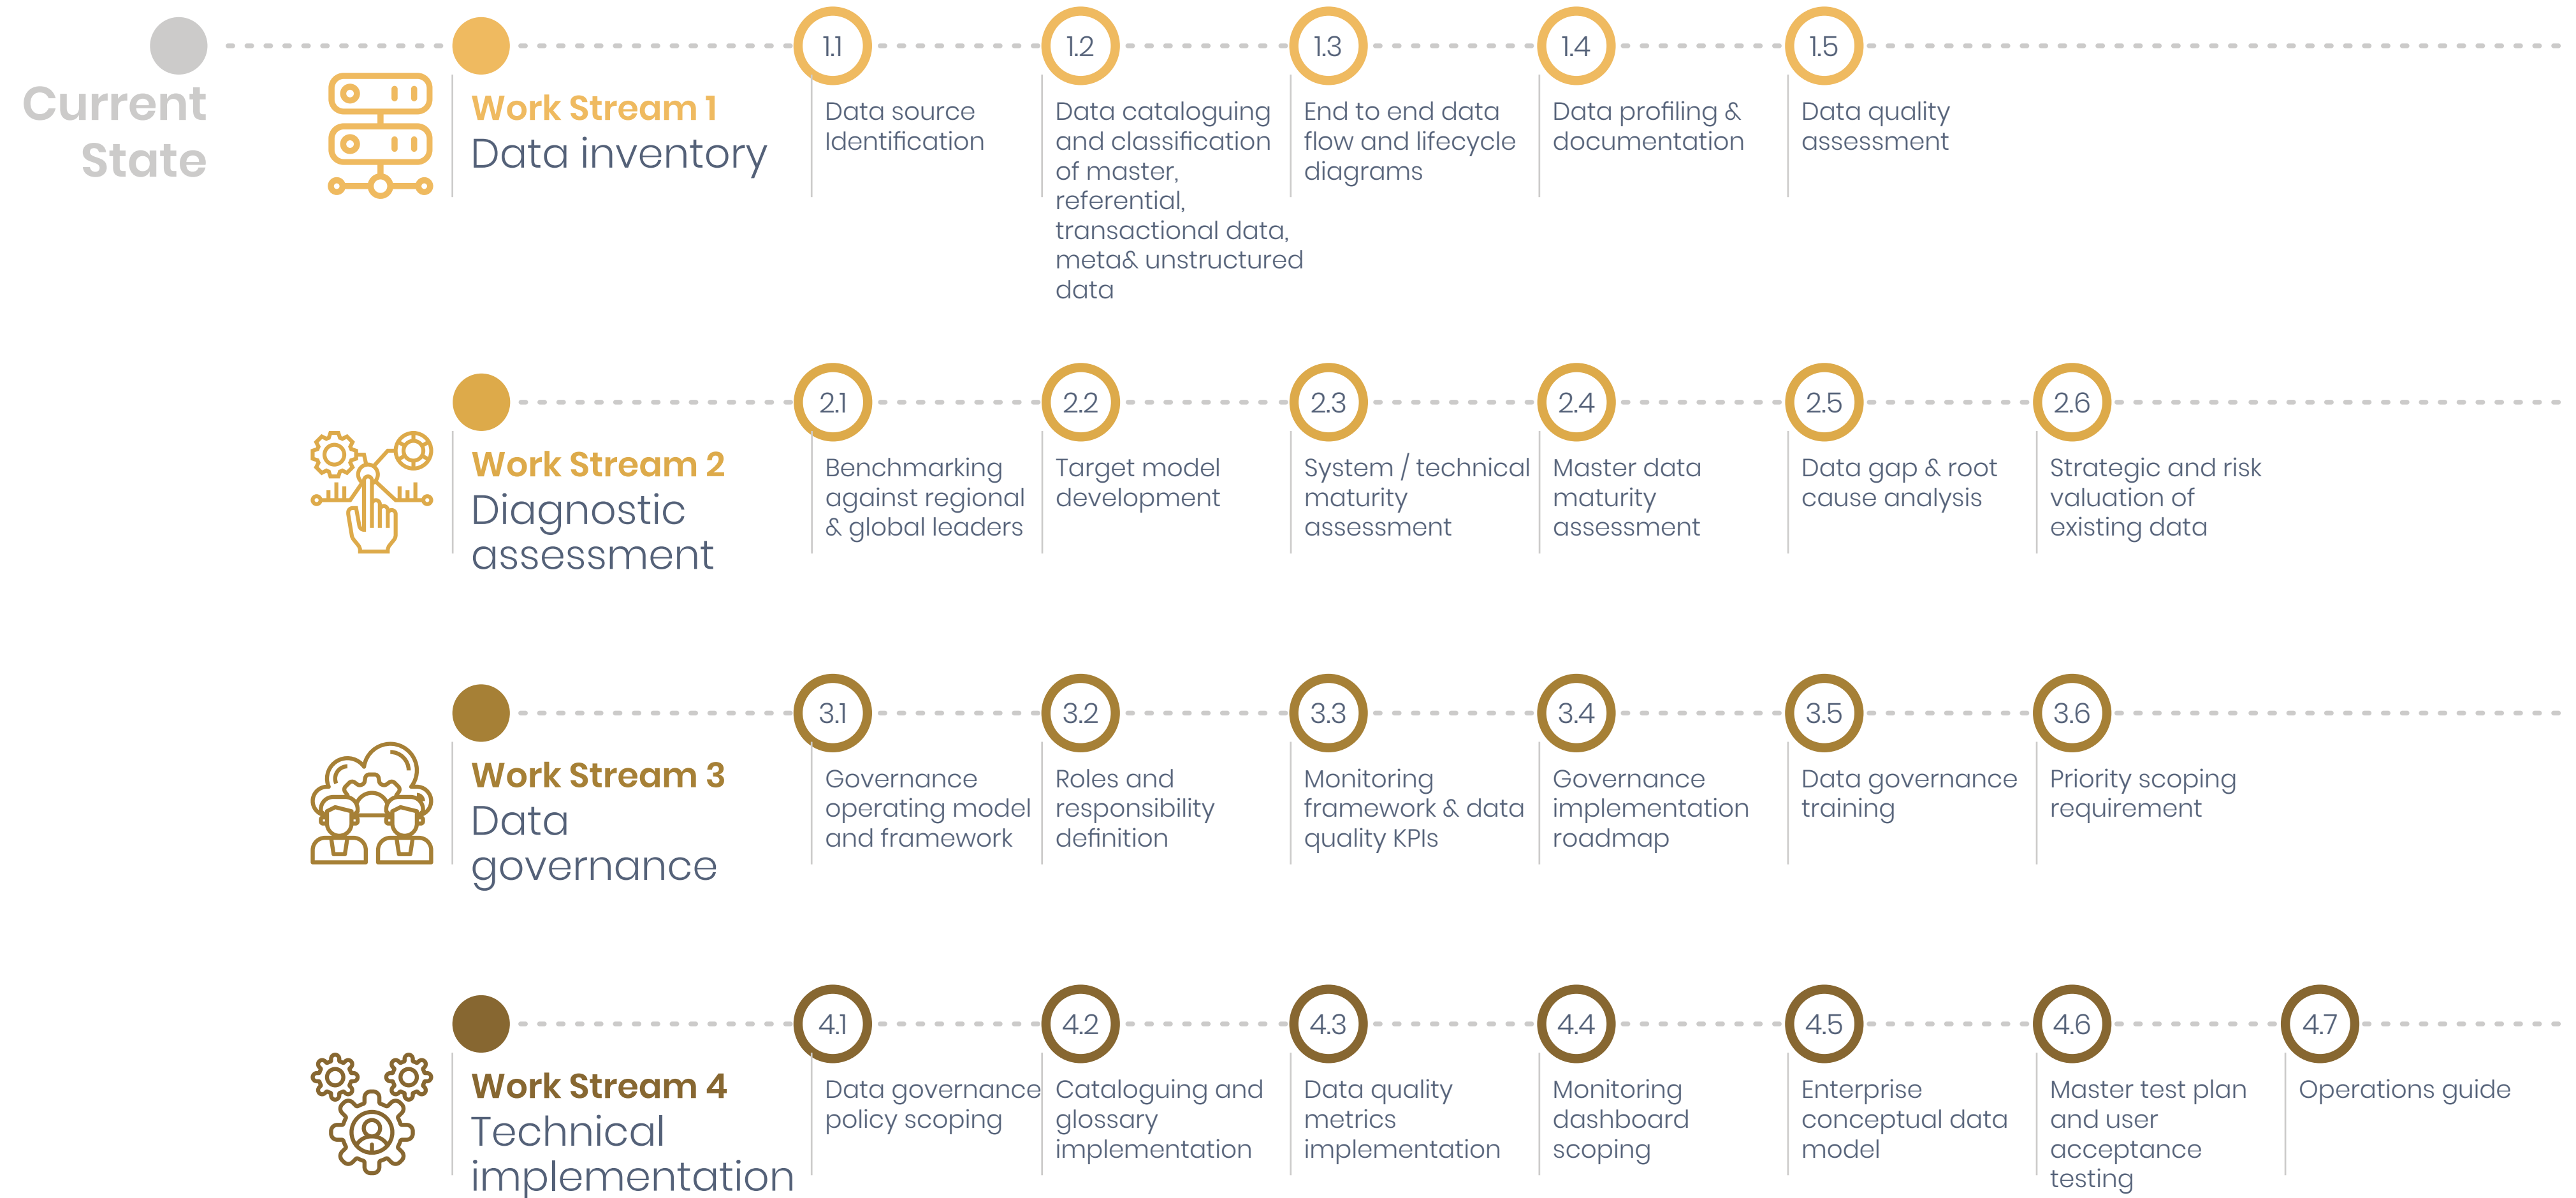 Current
State
Work Stream 1
Data inventory
1.1
Data source
Identification
1.2
Data cataloguing
and classification
of master,
referential,
transactional data,
meta& unstructured
data
1.3
End to end data
flow and lifecycle
diagrams
1.4
Data profiling &
documentation
1.5
Data quality
assessment
Work Stream 2
Diagnostic
assessment
2.1
Benchmarking
against regional
& global leaders
2.2
Target model
development
2.3
System / technical
maturity
assessment
2.4
Master data
maturity
assessment
2.5
Data gap & root
cause analysis
2.6
Strategic and risk
valuation of
existing data
Work Stream 3
Data
governance
3.1
Governance
operating model
and framework
3.2
Roles and
responsibility
definition
3.3
Monitoring
framework & data
quality KPIs
3.4
Governance
implementation
roadmap
3.5
Data governance
training
3.6
Priority scoping
requirement
Work Stream 4
Technical
implementation
4.1
Data governance
policy scoping
4.2
Cataloguing and
glossary
implementation
4.3
Data quality
metrics
implementation
4.4
Monitoring
dashboard
scoping
4.5
Enterprise
conceptual data
model
4.6
Master test plan
and user
acceptance
testing
4.7
Operations guide